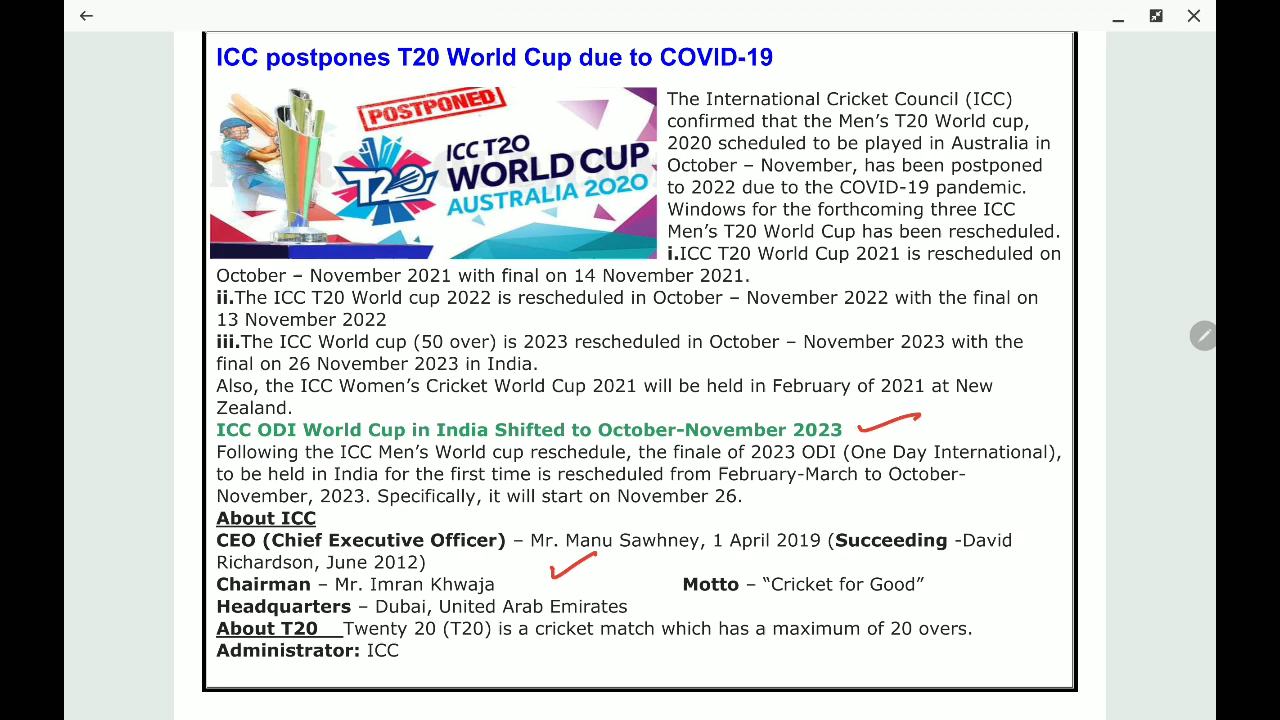 ICC postpones T20 World Cup due to COVID-19
POSTPONED
ICC T20
WORLD CUP
AUSTRALIA 2020
T20
The International Cricket Council (ICC)
confirmed that the Men's T20 World cup,
2020 scheduled to be played in Australia in
October – November, has been postponed
to 2022 due to the COVID-19 pandemic.
Windows for the forthcoming three ICC
Men's T20 World Cup has been rescheduled.
i.ICC T20 World Cup 2021 is rescheduled on
October – November 2021 with final on 14 November 2021.
ii.The ICC T20 World cup 2022 is rescheduled in October – November 2022 with the final on
13 November 2022
iii.The ICC World cup (50 over) is 2023 rescheduled in October – November 2023 with the
final on 26 November 2023 in India.
Also, the ICC Women's Cricket World Cup 2021 will be held in February of 2021 at New
Zealand.
ICC ODI World Cup in India Shifted to October-November 2023
Following the ICC Men's World cup reschedule, the finale of 2023 ODI (One Day International),
to be held in India for the first time is rescheduled from February-March to October-
November, 2023. Specifically, it will start on November 26.
About ICC
CEO (Chief Executive Officer) – Mr. Manu Sawhney, 1 April 2019 (Succeeding -David
Richardson, June 2012)
Chairman – Mr. Imran Khwaja Motto – "Cricket for Good"
Headquarters – Dubai, United Arab Emirates
About T20 Twenty 20 (T20) is a cricket match which has a maximum of 20 overs.
Administrator: ICC